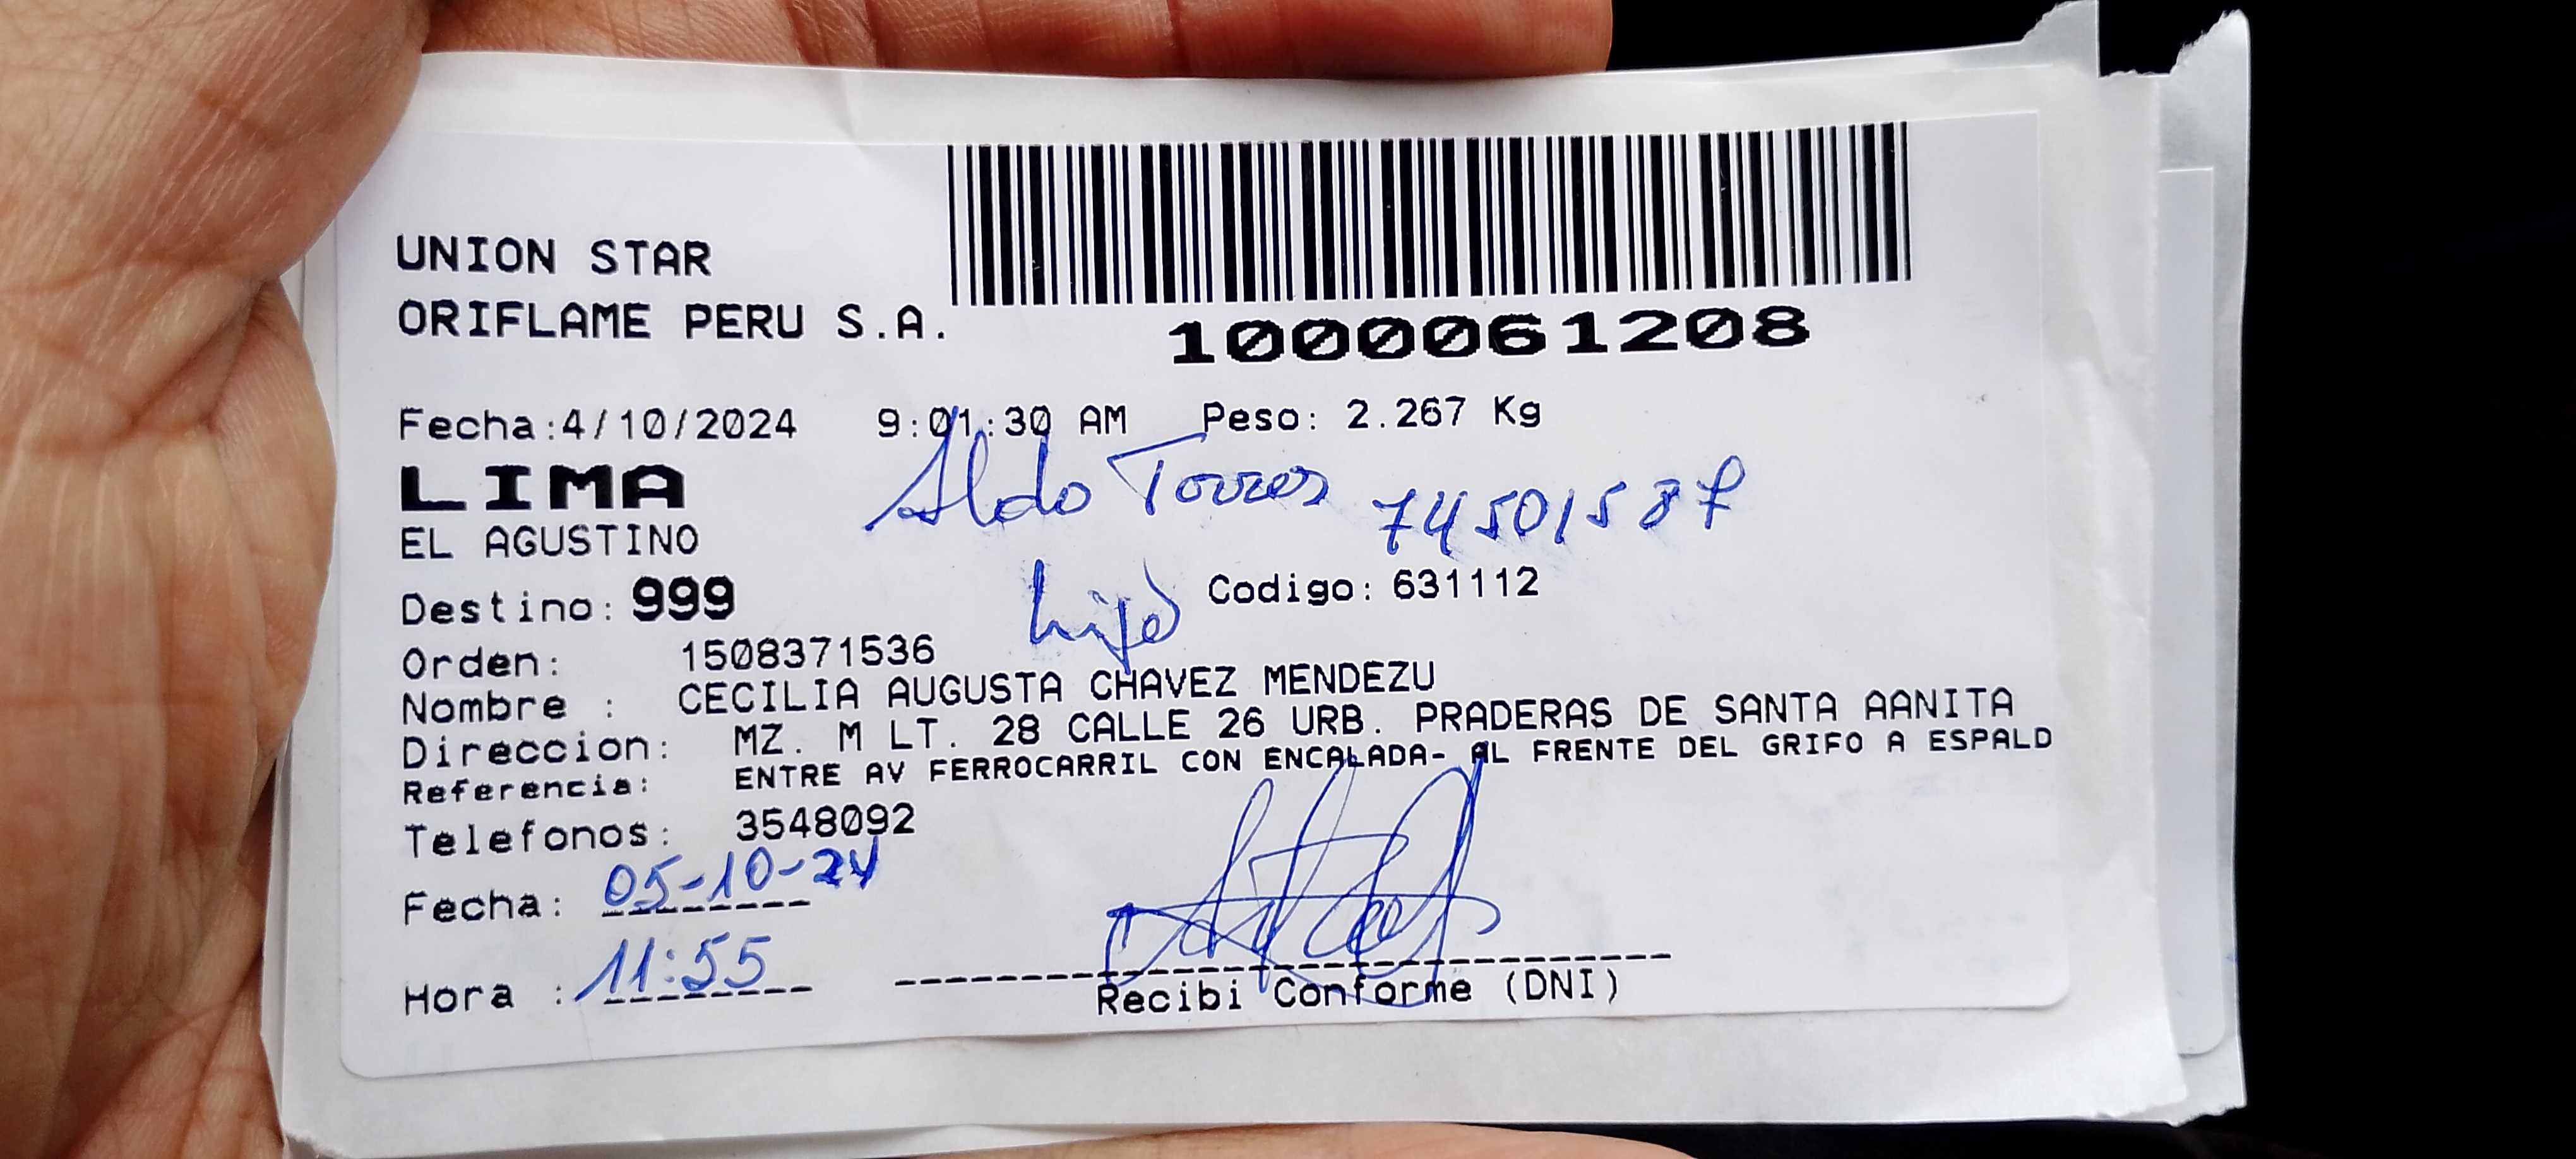 UNION STAR
ORIFLAME PERU S.A.
1000061208
Fecha:4/10/2024 9:01:30 AM Peso: 2.267 Kg
LIMA
Aldo Torres 74501587
EL AGUSTINO
Destino: 999
hijo
Codigo: 631112
Orden: 1508371536
Nombre : CECILIA AUGUSTA CHAVEZ MENDEZU
Direccion: MZ. M LT. 28 CALLE 26 URB. PRADERAS DE SANTA AANITA
Referencia: ENTRE AV FERROCARRIL CON ENCALADA- AL FRENTE DEL GRIFO A ESPALD
Telefonos: 3548092
Fecha: 05-10-24
Hora : 11:55
Recibi Conforme (DNI)